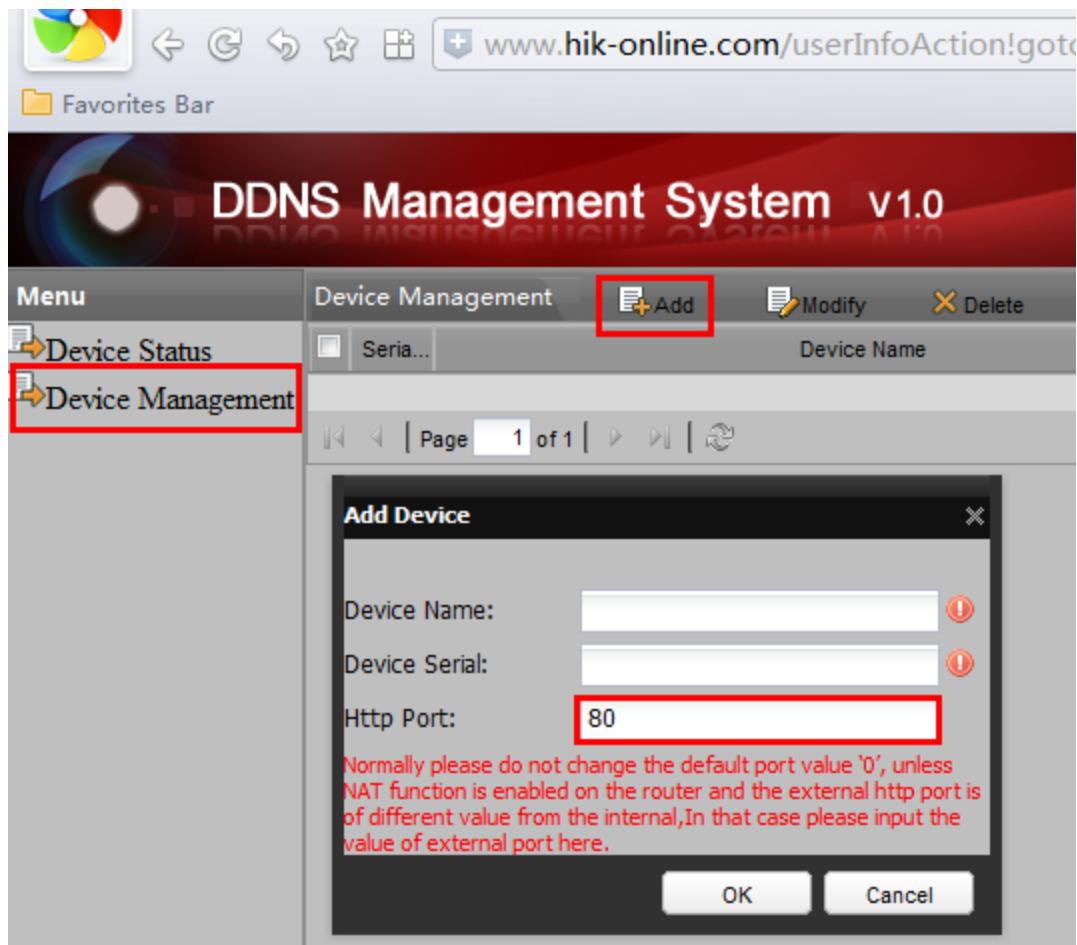 www.hik-online.com/userInfoAction!goto
Favorites Bar
DDNS Management System V1.0
Menu
Device Management Add Modify Delete
Device Status
Seria... Device Name
Device Management
Page 1 of 1
Add Device
Device Name:
Device Serial:
Http Port: 80
Normally please do not change the default port value '0', unless
NAT function is enabled on the router and the external http port is
of different value from the internal,In that case please input the
value of external port here.
OK Cancel